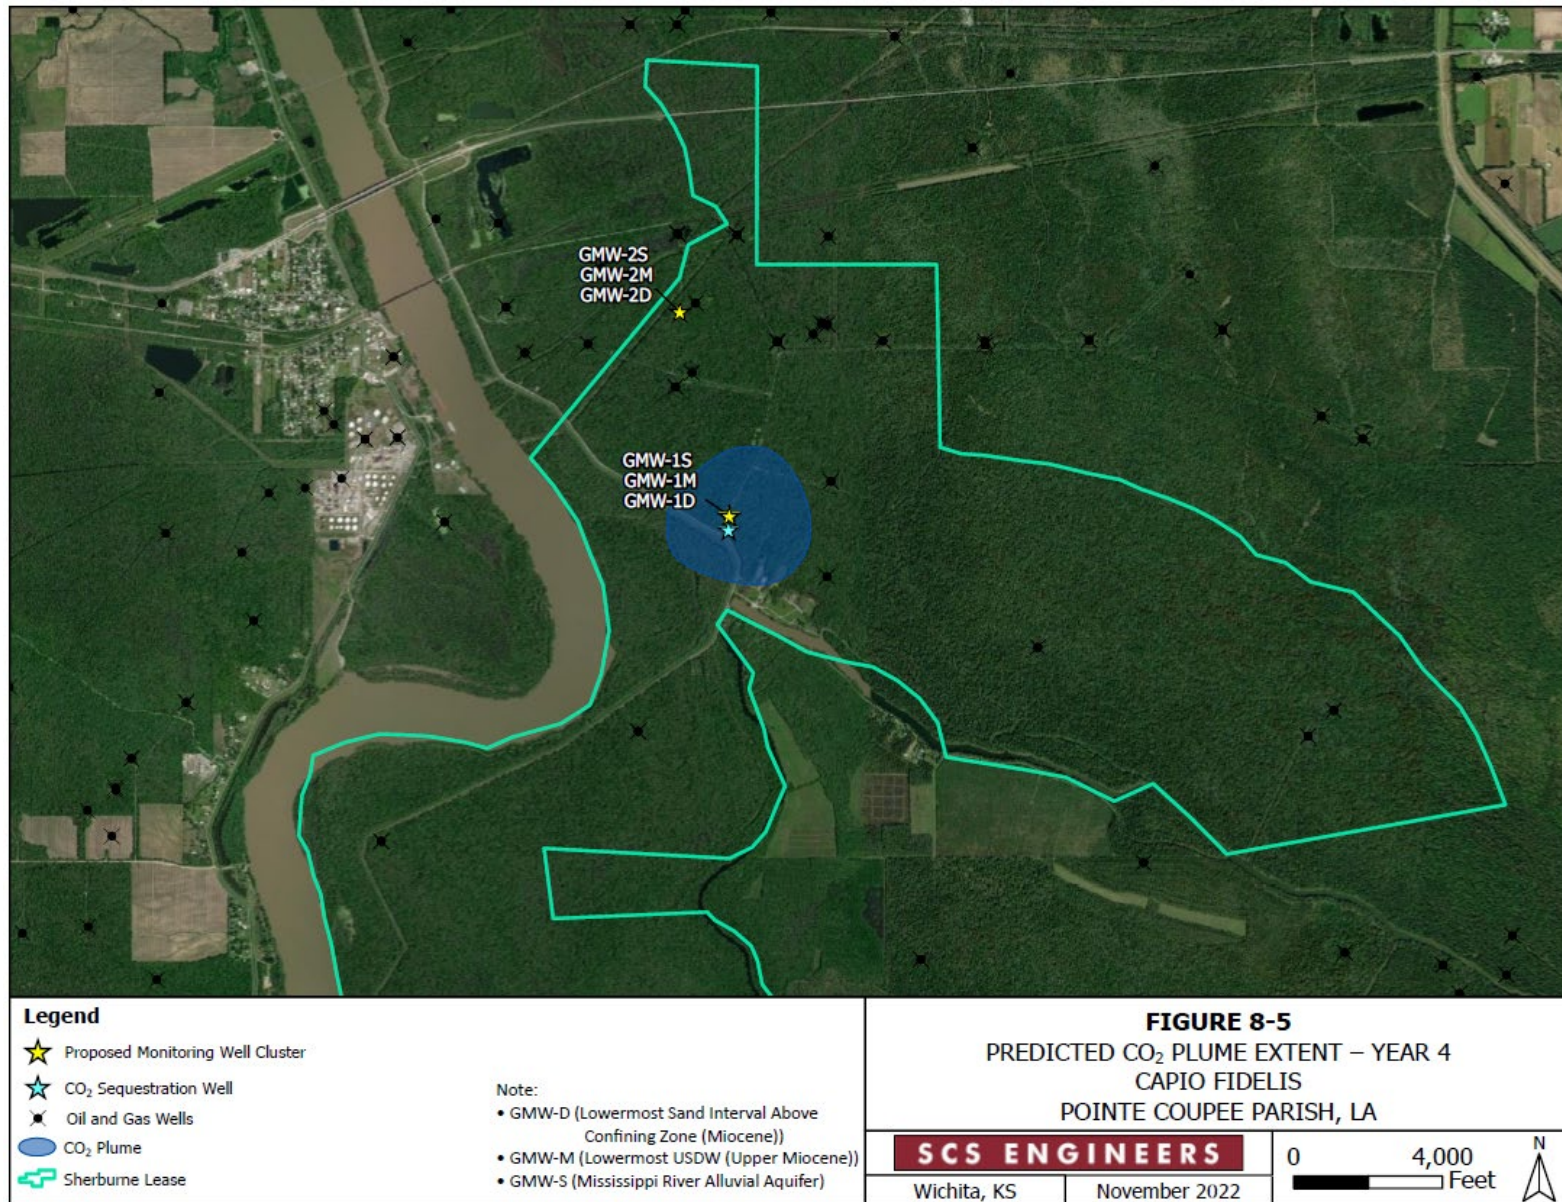 GMW-2S
GMW-2M
GMW-2D
GMW-1S
GMW-1M
GMW-1D
Legend
Proposed Monitoring Well Cluster
CO₂ Sequestration Well
Oil and Gas Wells
CO₂ Plume
Sherburne Lease
Note:
• GMW-D (Lowermost Sand Interval Above
Confining Zone (Miocene))
• GMW-M (Lowermost USDW (Upper Miocene))
• GMW-S (Mississippi River Alluvial Aquifer)
FIGURE 8-5
PREDICTED CO₂ PLUME EXTENT – YEAR 4
CAPIO FIDELIS
POINTE COUPEE PARISH, LA
SCS ENGINEERS
Wichita, KS
November 2022
0 4,000
Feet
N